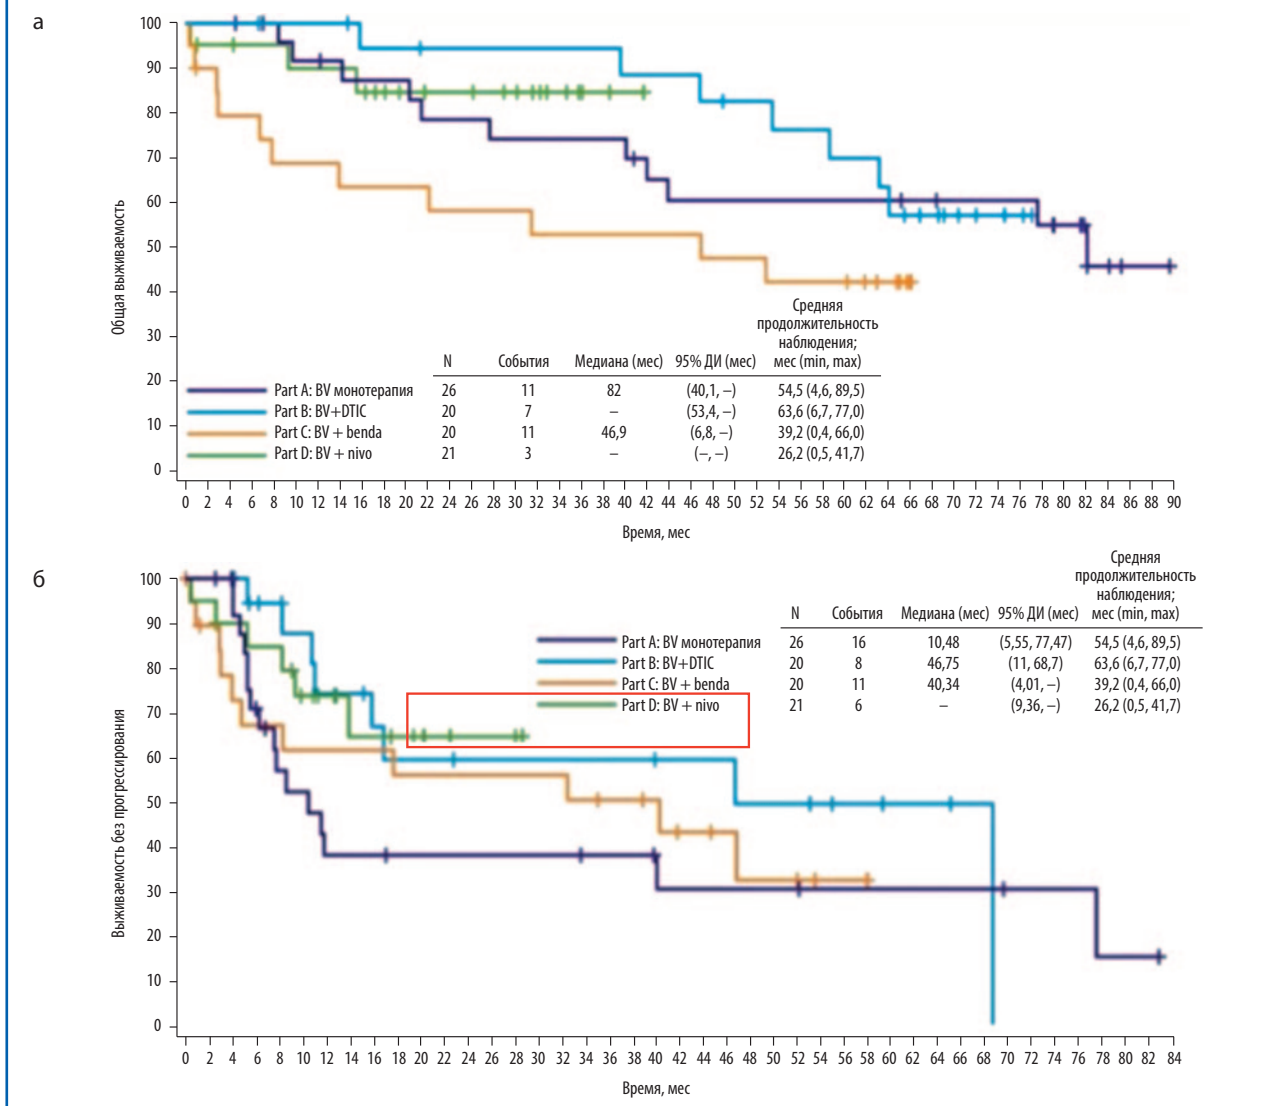 а
100
90
80
70
60
50
40
30
20
10
0
Общая выживаемость
Средняя
продолжительность
наблюдения;
N События Медиана (мес) 95% ДИ (мес) мес (min, max)
Part A: BV монотерапия 26 11 82 (40,1, –) 54,5 (4,6, 89,5)
Part B: BV+DTIC 20 7 – (53,4, –) 63,6 (6,7, 77,0)
Part C: BV + benda 20 11 46,9 (6,8, –) 39,2 (0,4, 66,0)
Part D: BV + nivo 21 3 – (–, –) 26,2 (0,5, 41,7)
0 2 4 6 8 10 12 14 16 18 20 22 24 26 28 30 32 34 36 38 40 42 44 46 48 50 52 54 56 58 60 62 64 66 68 70 72 74 76 78 80 82 84 86 88 90
Время, мес
б
100
90
80
70
60
50
40
30
20
10
0
Выживаемость без прогрессирования
Средняя
продолжительность
наблюдения;
N События Медиана (мес) 95% ДИ (мес) мес (min, max)
Part A: BV монотерапия 26 16 10,48 (5,55, 77,47) 54,5 (4,6, 89,5)
Part B: BV+DTIC 20 8 46,75 (11, 68,7) 63,6 (6,7, 77,0)
Part C: BV + benda 20 11 40,34 (4,01, –) 39,2 (0,4, 66,0)
Part D: BV + nivo 21 6 – (9,36, –) 26,2 (0,5, 41,7)
0 2 4 6 8 10 12 14 16 18 20 22 24 26 28 30 32 34 36 38 40 42 44 46 48 50 52 54 56 58 60 62 64 66 68 70 72 74 76 78 80 82 84
Время, мес